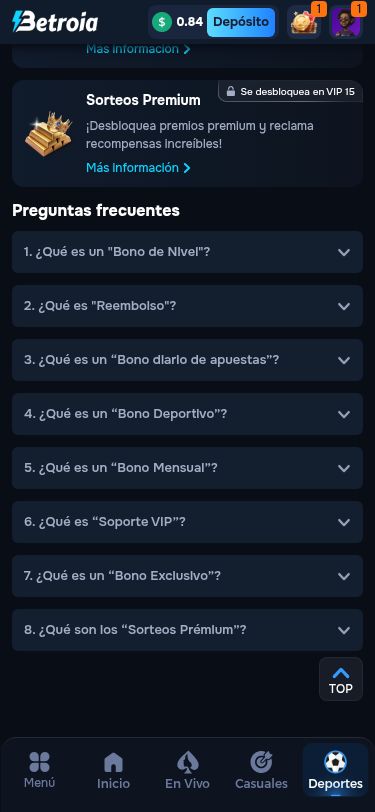 Betroia
$ 0.84 Depósito
1
1
Más información
Se desbloquea en VIP 15
Sorteos Premium
¡Desbloquea premios premium y reclama
recompensas increíbles!
Más información
Preguntas frecuentes
1. ¿Qué es un "Bono de Nivel"?
2. ¿Qué es "Reembolso"?
3. ¿Qué es un “Bono diario de apuestas”?
4. ¿Qué es un “Bono Deportivo”?
5. ¿Qué es un “Bono Mensual”?
6. ¿Qué es “Soporte VIP”?
7. ¿Qué es un “Bono Exclusivo”?
8. ¿Qué son los “Sorteos Prémium”?
TOP
Menú
Inicio
En Vivo
Casuales
Deportes